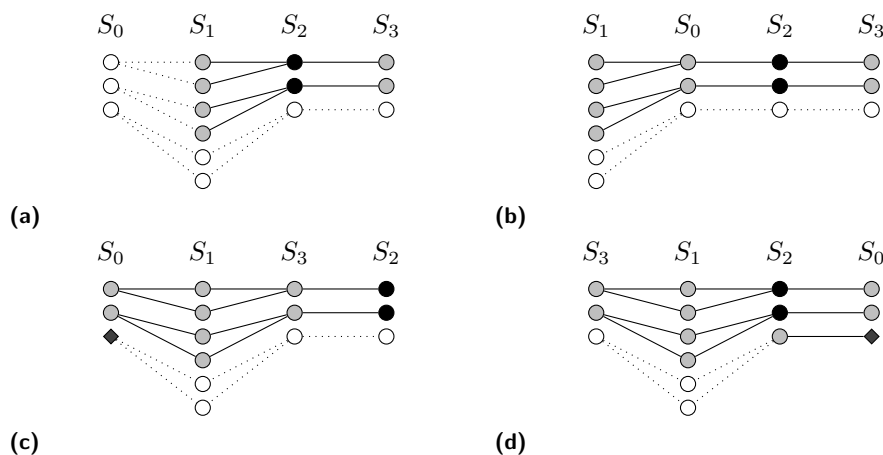 S₀ S₁ S₂ S₃ S₁ S₀ S₂ S₃
(a) (b)
S₀ S₁ S₃ S₂ S₃ S₁ S₂ S₀
(c) (d)